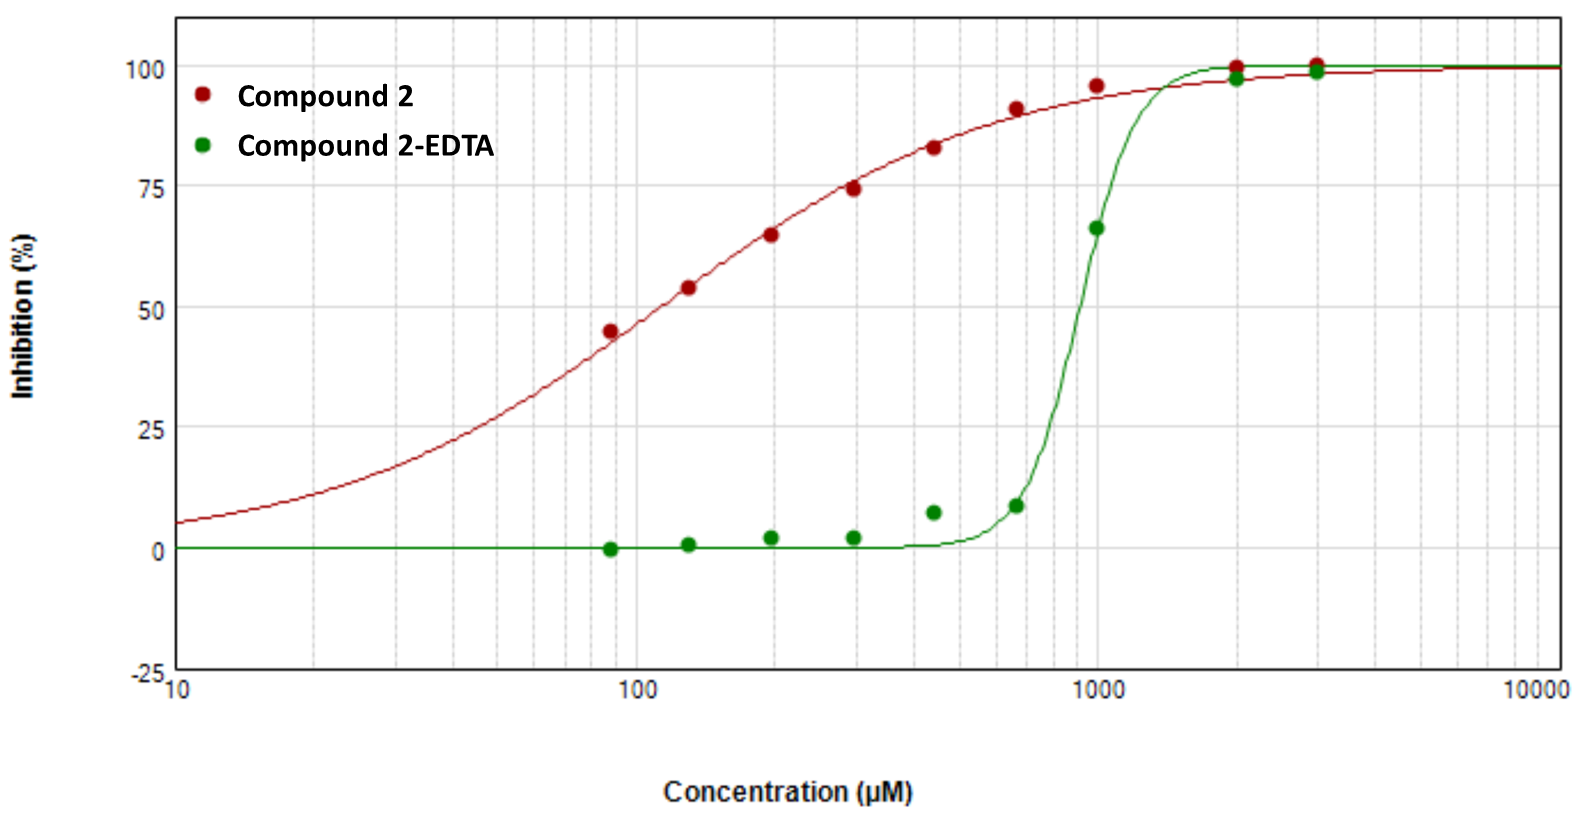 100
Compound 2
Compound 2-EDTA
75
50
25
0
-25
10
100
1000
10000
Inhibition (%)
Concentration (µM)